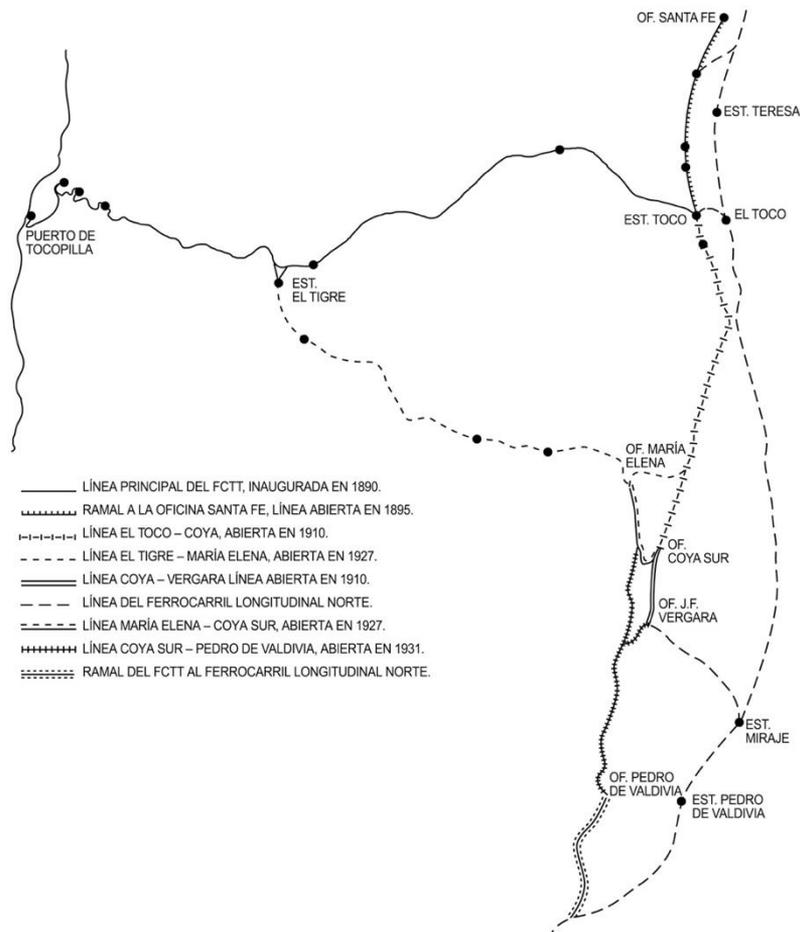 OF. SANTA FE
EST. TERESA
EST. TOCO
EL TOCO
PUERTO DE
TOCOPILLA
EST.
EL TIGRE
OF. MARÍA
ELENA
LÍNEA PRINCIPAL DEL FCTT, INAUGURADA EN 1890.
RAMAL A LA OFICINA SANTA FE, LÍNEA ABIERTA EN 1895.
LÍNEA EL TOCO – COYA, ABIERTA EN 1910.
LÍNEA EL TIGRE – MARÍA ELENA, ABIERTA EN 1927.
LÍNEA COYA – VERGARA LÍNEA ABIERTA EN 1910.
LÍNEA DEL FERROCARRIL LONGITUDINAL NORTE.
LÍNEA MARÍA ELENA – COYA SUR, ABIERTA EN 1927.
LÍNEA COYA SUR – PEDRO DE VALDIVIA, ABIERTA EN 1931.
RAMAL DEL FCTT AL FERROCARRIL LONGITUDINAL NORTE.
OF.
COYA SUR
OF. J.F.
VERGARA
EST.
MIRAJE
OF. PEDRO
DE VALDIVIA
EST. PEDRO
DE VALDIVIA